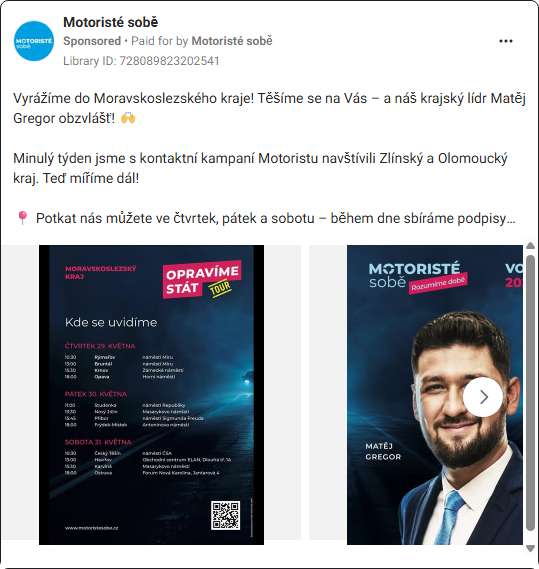 Motoristé sobě
Sponsored • Paid for by Motoristé sobě
Library ID: 728089823202541
MOTORISTÉ
sobě
Vyrážíme do Moravskoslezského kraje! Těšíme se na Vás – a náš krajský lídr Matěj
Gregor obzvlášť! 🙌
Minulý týden jsme s kontaktní kampaní Motoristu navštívili Zlínský a Olomoucký
kraj. Teď míříme dál!
📍 Potkat nás můžete ve čtvrtek, pátek a sobotu – během dne sbíráme podpisy…
MORAVSKOSLEZSKÝ
KRAJ
OPRAVÍME
STÁT TOUR
Kde se uvidíme
ČTVRTEK 29. KVĚTNA
10:30 Rýmařov náměstí Míru
13:00 Bruntál náměstí Míru
15:30 Krnov Zámecké náměstí
18:00 Opava Horní náměstí
PÁTEK 30. KVĚTNA
11:00 Studénka náměstí Republiky
13:30 Nový Jičín Masarykovo náměstí
15:45 Příbor náměstí Sigmunda Freuda
18:00 Frýdek-Místek Antonínovo náměstí
SOBOTA 31. KVĚTNA
10:30 Český Těšín náměstí ČSA
13:00 Havířov Obchodní centrum ELAN, Dlouhá tř. 1A
15:30 Karviná Masarykovo náměstí
18:00 Ostrava Forum Nová Karolina, Jantarová 4
www.motoristesobe.cz
MOTORISTÉ
sobě Rozumíme době
VO
202
MATĚJ
GREGOR